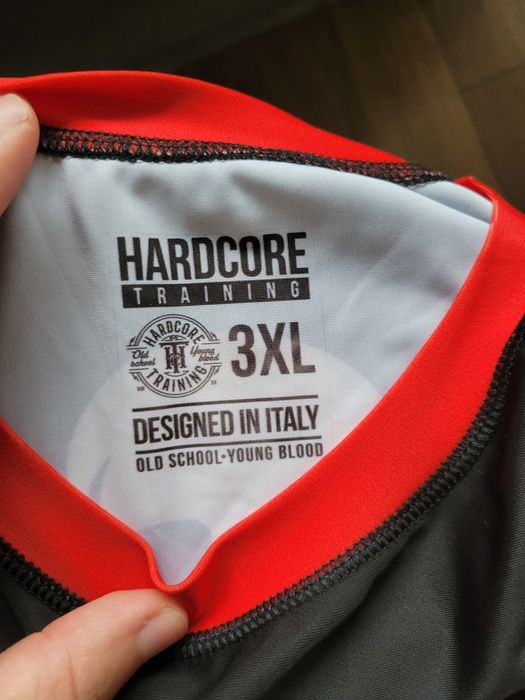 HARDCORE
TRAINING
HARDCORE
Old school
Young blood
TRAINING
3XL
DESIGNED IN ITALY
OLD SCHOOL-YOUNG BLOOD